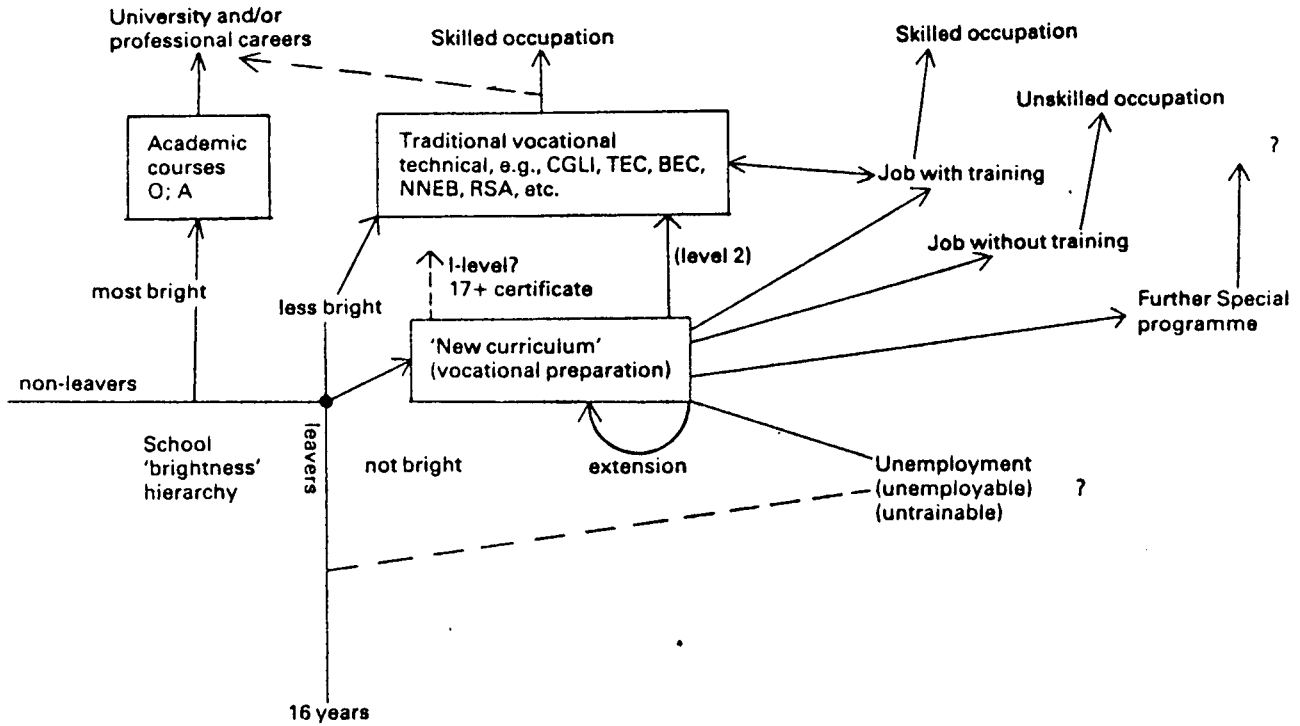 University and/or
professional careers
Skilled occupation
Skilled occupation
Unskilled occupation
Academic
courses
O; A
Traditional vocational
technical, e.g., CGLI, TEC, BEC,
NNEB, RSA, etc.
?
Job with training
Job without training
(level 2)
I-level?
17+ certificate
most bright
less bright
Further Special
programme
'New curriculum'
(vocational preparation)
non-leavers
School
'brightness'
hierarchy
leavers
not bright
extension
Unemployment
(unemployable) ?
(untrainable)
16 years